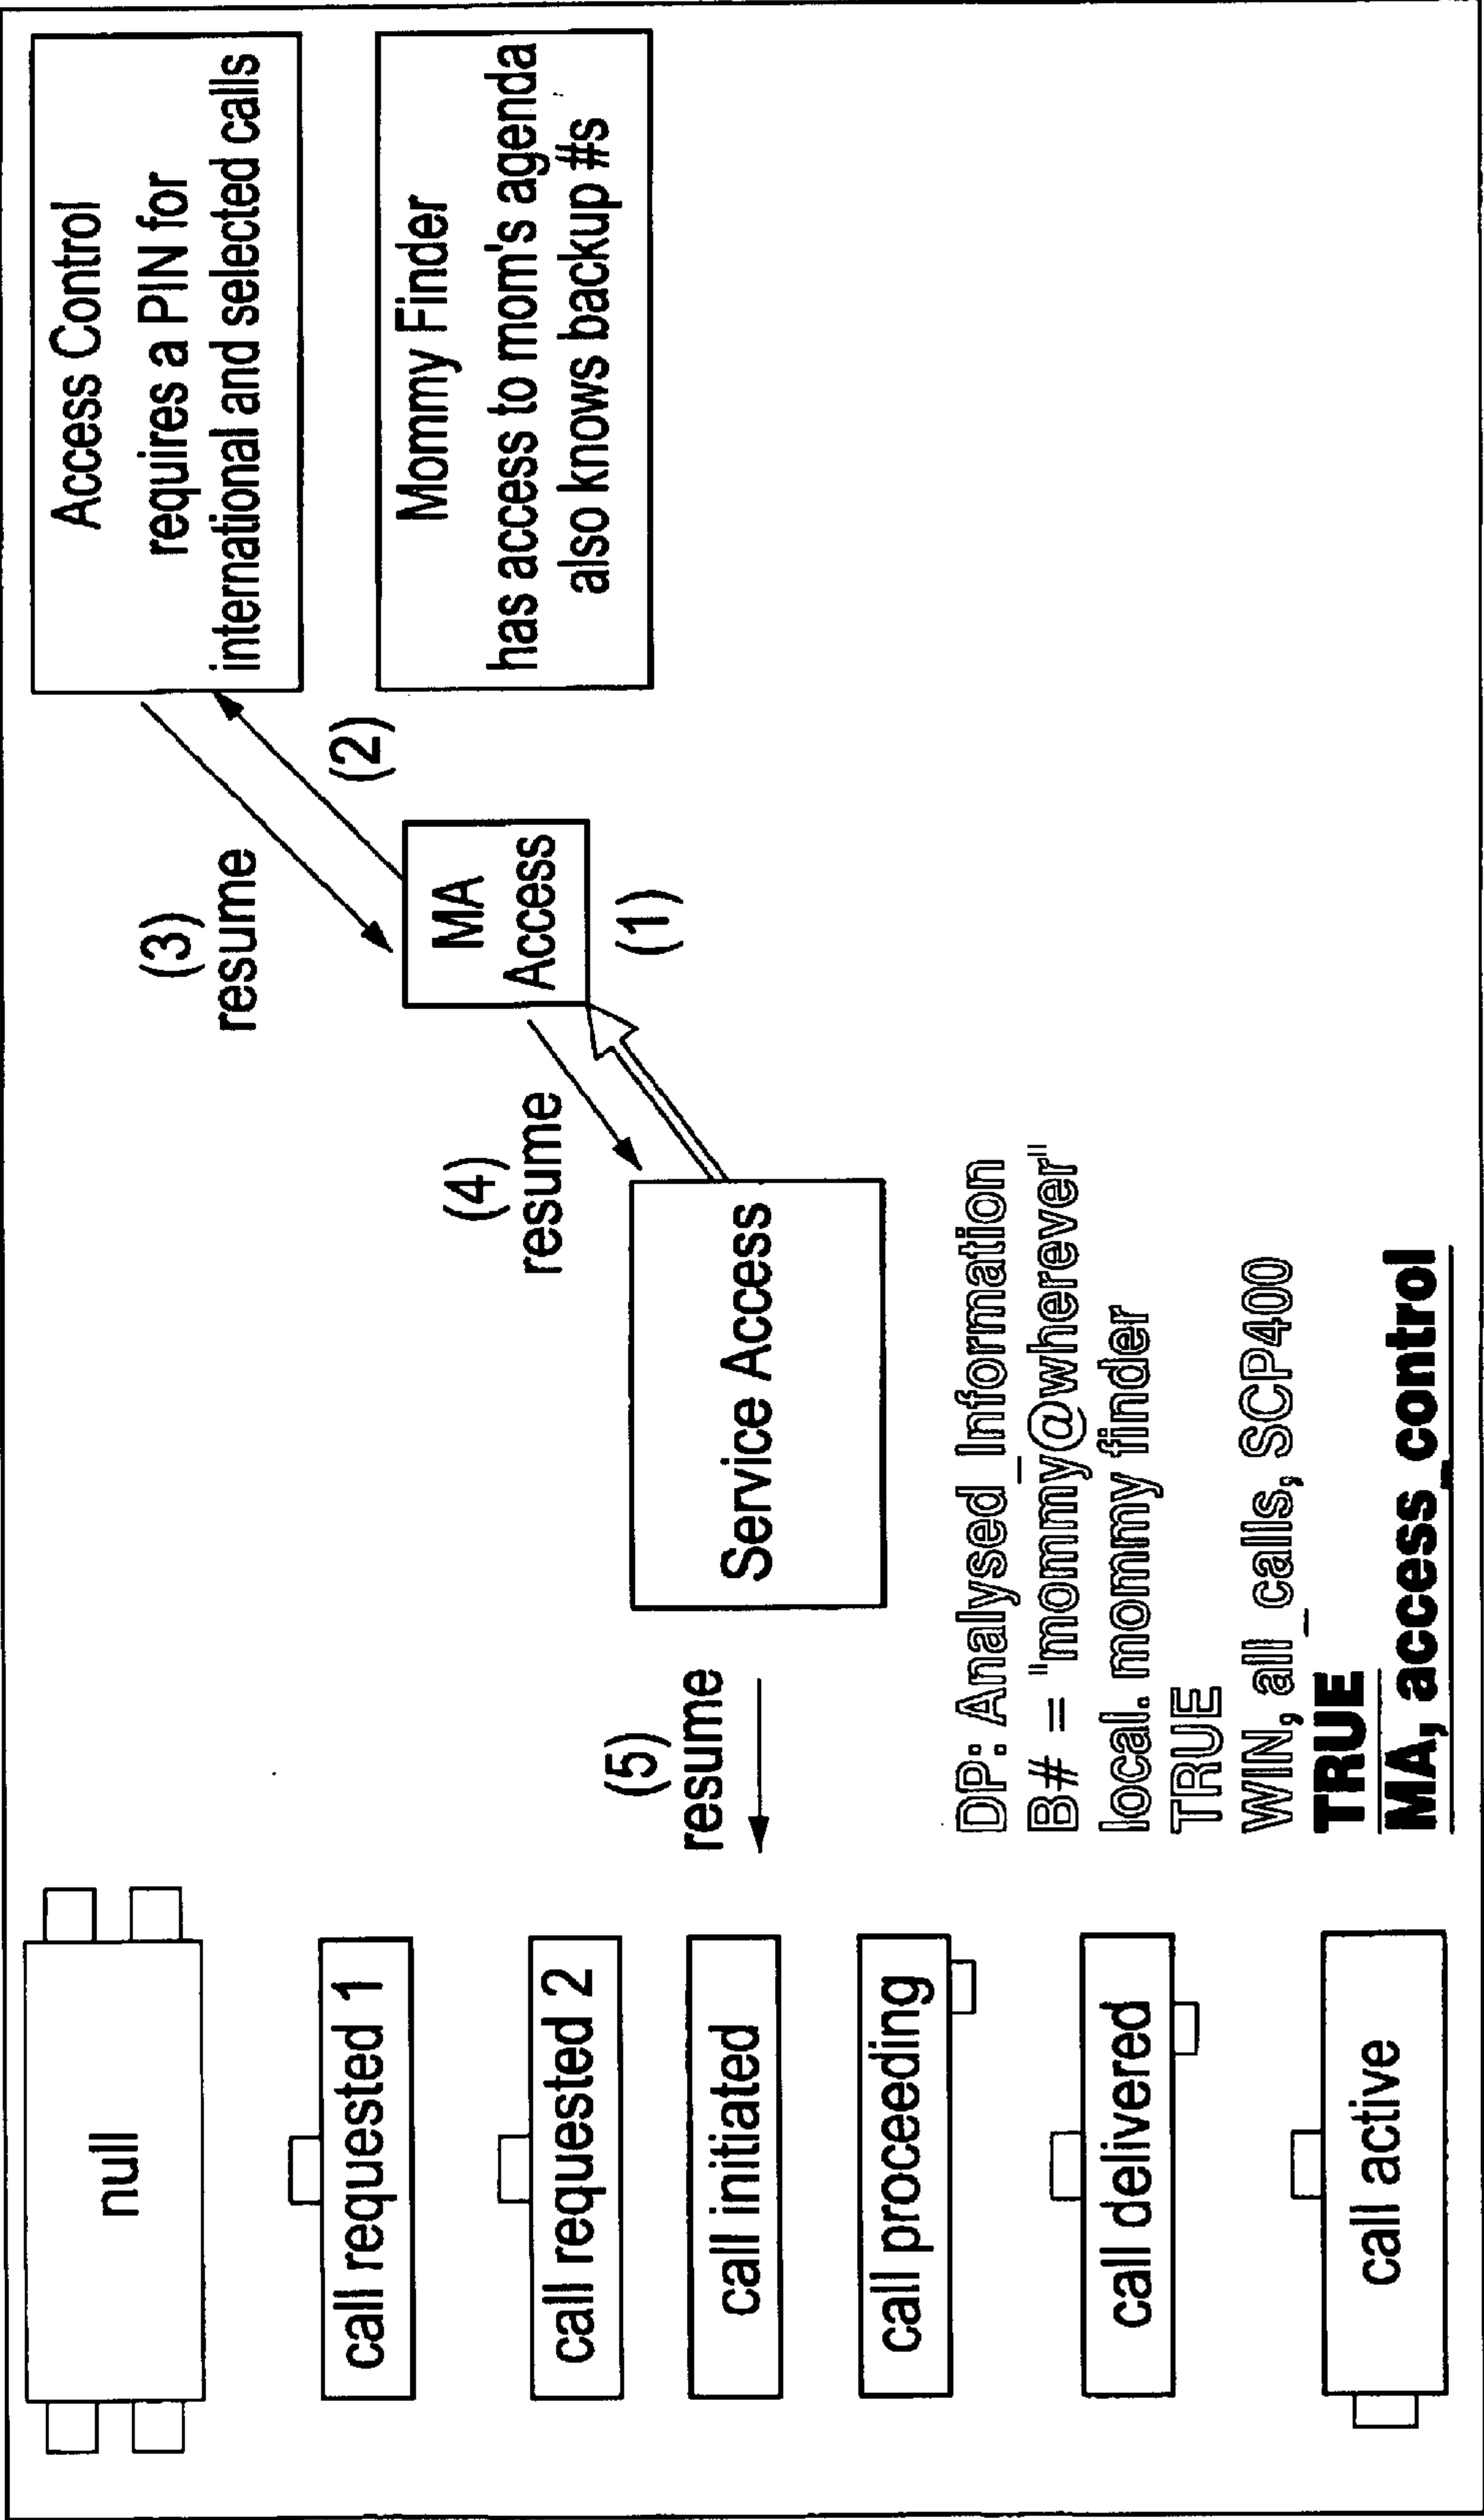 null
call requested 1
call requested 2
call initiated
call proceeding
call delivered
call active
(5)
resume
Service Access
(4)
resume
(1)
MA
Access
(3)
resume
(2)
Access Control
requires a PIN for
international and selected calls
Mommy Finder
has access to mom's agenda
also knows backup #s
DP: Analysed_Information
B# = "mommy@wherever"
local. mommy finder
TRUE
WIN, all_calls, SCP400
TRUE
MA, access_control